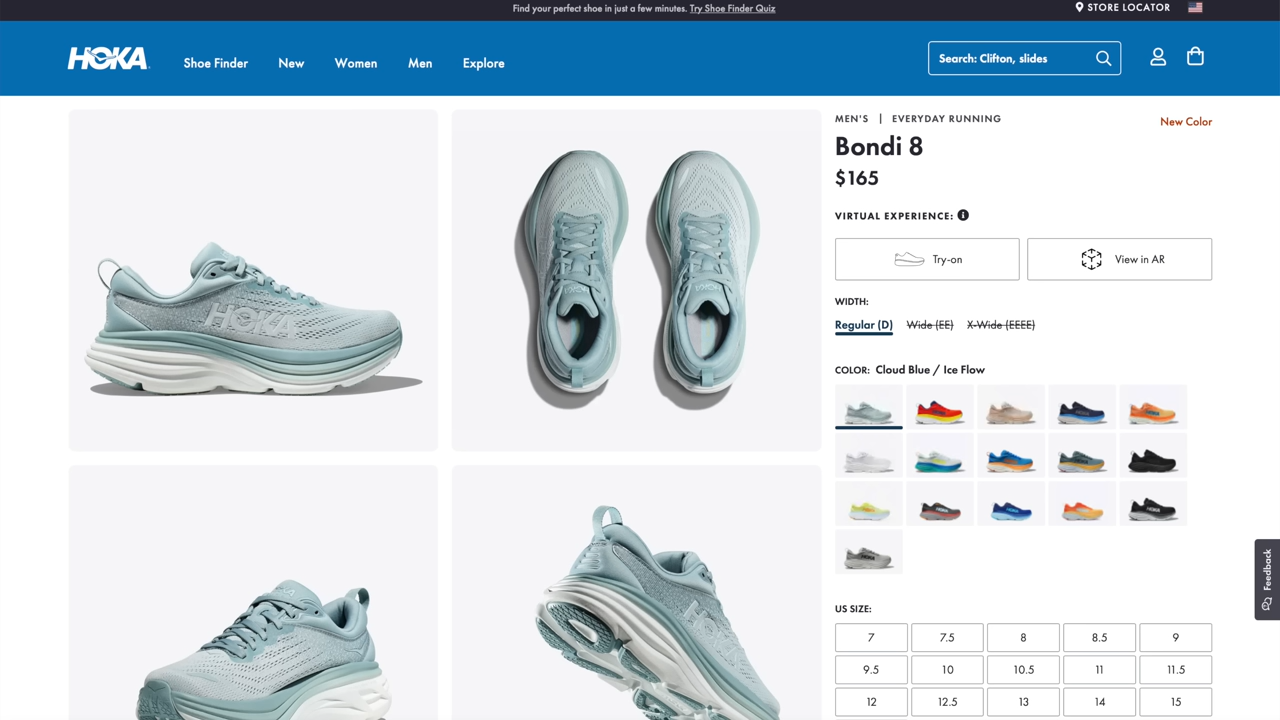 Find your perfect shoe in just a few minutes. Try Shoe Finder Quiz
STORE LOCATOR
HOKA
Shoe Finder
New
Women
Men
Explore
Search: Clifton, slides
MEN'S | EVERYDAY RUNNING
New Color
Bondi 8
$165
VIRTUAL EXPERIENCE:
Try-on
View in AR
WIDTH:
Regular (D) Wide (EE) X-Wide (EEEE)
COLOR: Cloud Blue / Ice Flow
US SIZE:
7 7.5 8 8.5 9
9.5 10 10.5 11 11.5
12 12.5 13 14 15
Feedback
HOKA